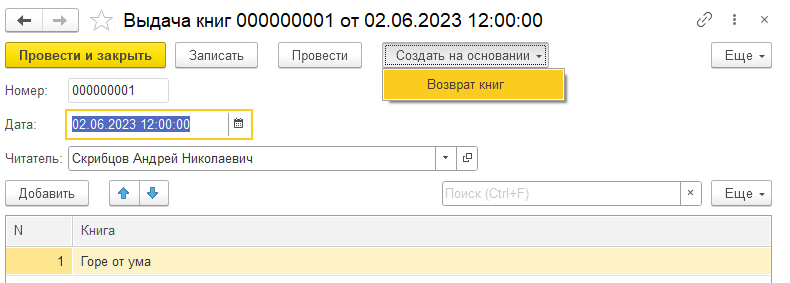 Выдача книг 000000001 от 02.06.2023 12:00:00
Провести и закрыть Записать Провести Создать на основании Еще
Возврат книг
Номер: 000000001
Дата: 02.06.2023 12:00:00
Читатель: Скрибцов Андрей Николаевич
Добавить Поиск (Ctrl+F) × Еще
N Книга
1 Горе от ума